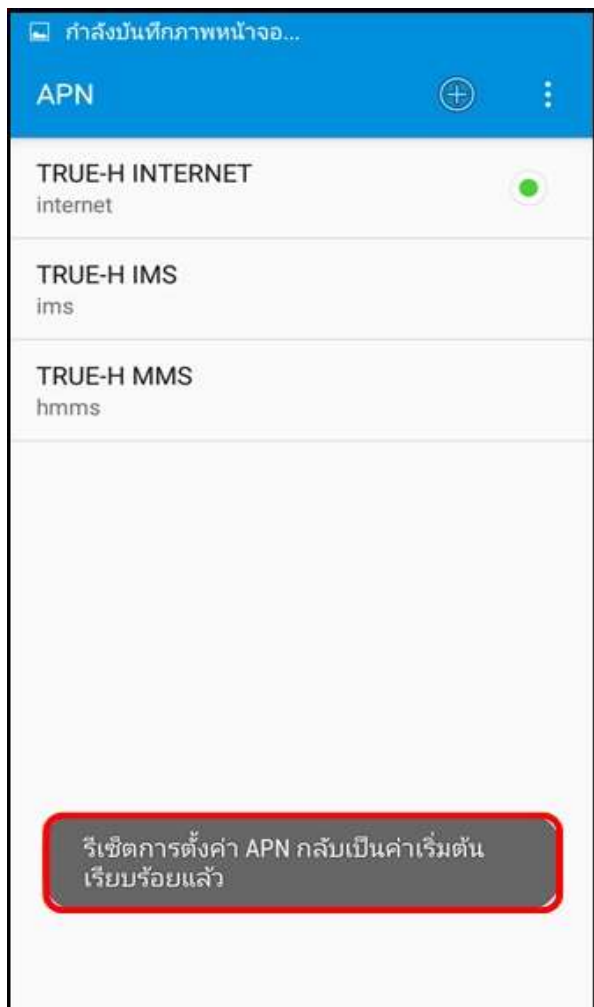 กำลังบันทึกภาพหน้าจอ...
APN
TRUE-H INTERNET
internet
TRUE-H IMS
ims
TRUE-H MMS
hmms
รีเซ็ตการตั้งค่า APN กลับเป็นค่าเริ่มต้น
เรียบร้อยแล้ว